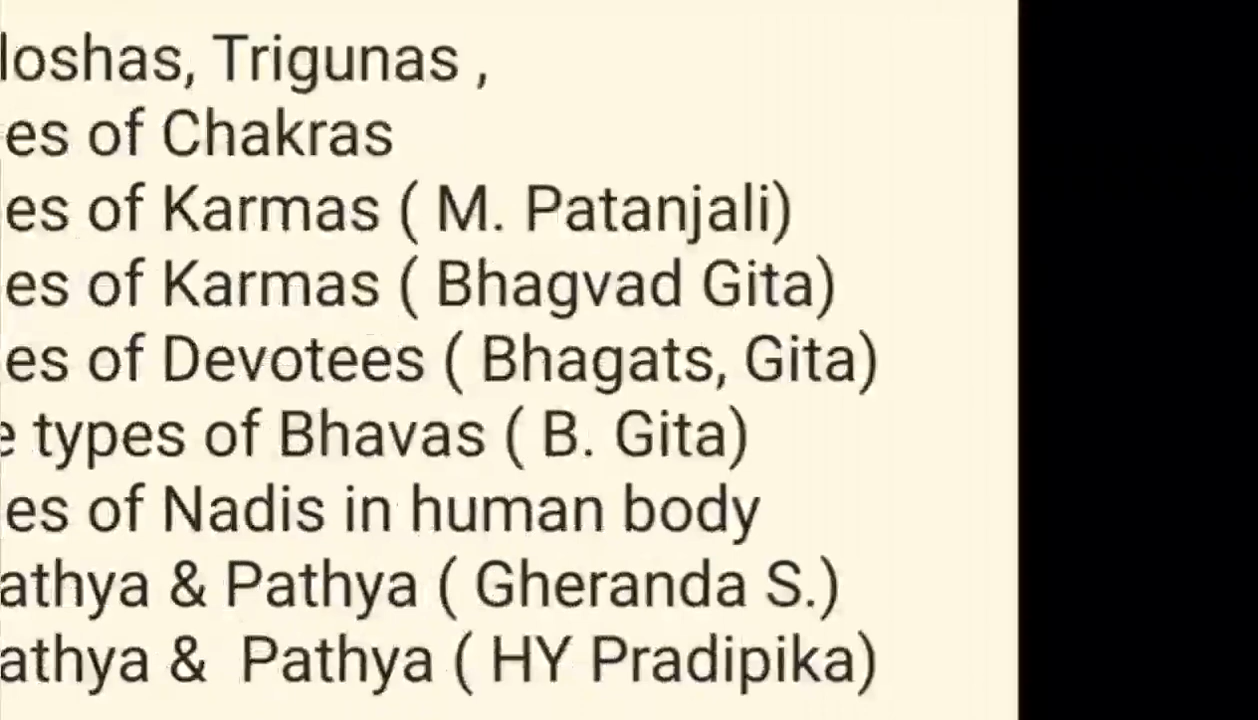 loshas, Trigunas ,
es of Chakras
es of Karmas ( M. Patanjali)
es of Karmas ( Bhagvad Gita)
es of Devotees ( Bhagats, Gita)
e types of Bhavas ( B. Gita)
es of Nadis in human body
athya & Pathya ( Gheranda S.)
athya & Pathya ( HY Pradipika)